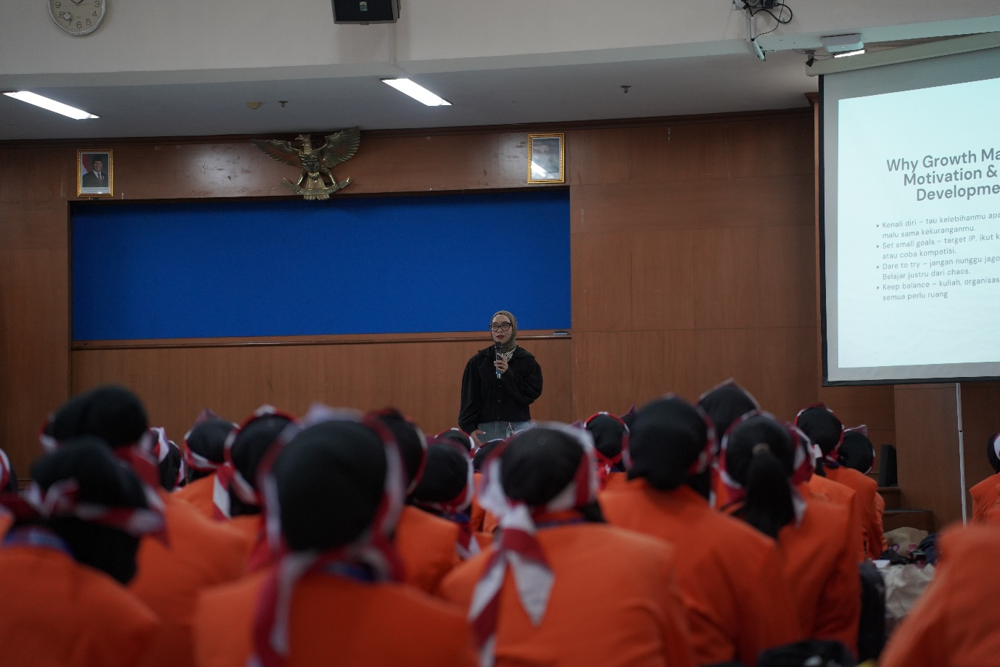 Why Growth Ma
Motivation &
Developme
• Kenali diri – tau kelebihanmu apa
malu sama kekuranganmu.
• Set small goals – target IP, ikut k
atau coba kompetisi.
• Dare to try – jangan nunggu jago
Belajar justru dari chaos.
• Keep balance – kuliah, organisas
semua perlu ruang